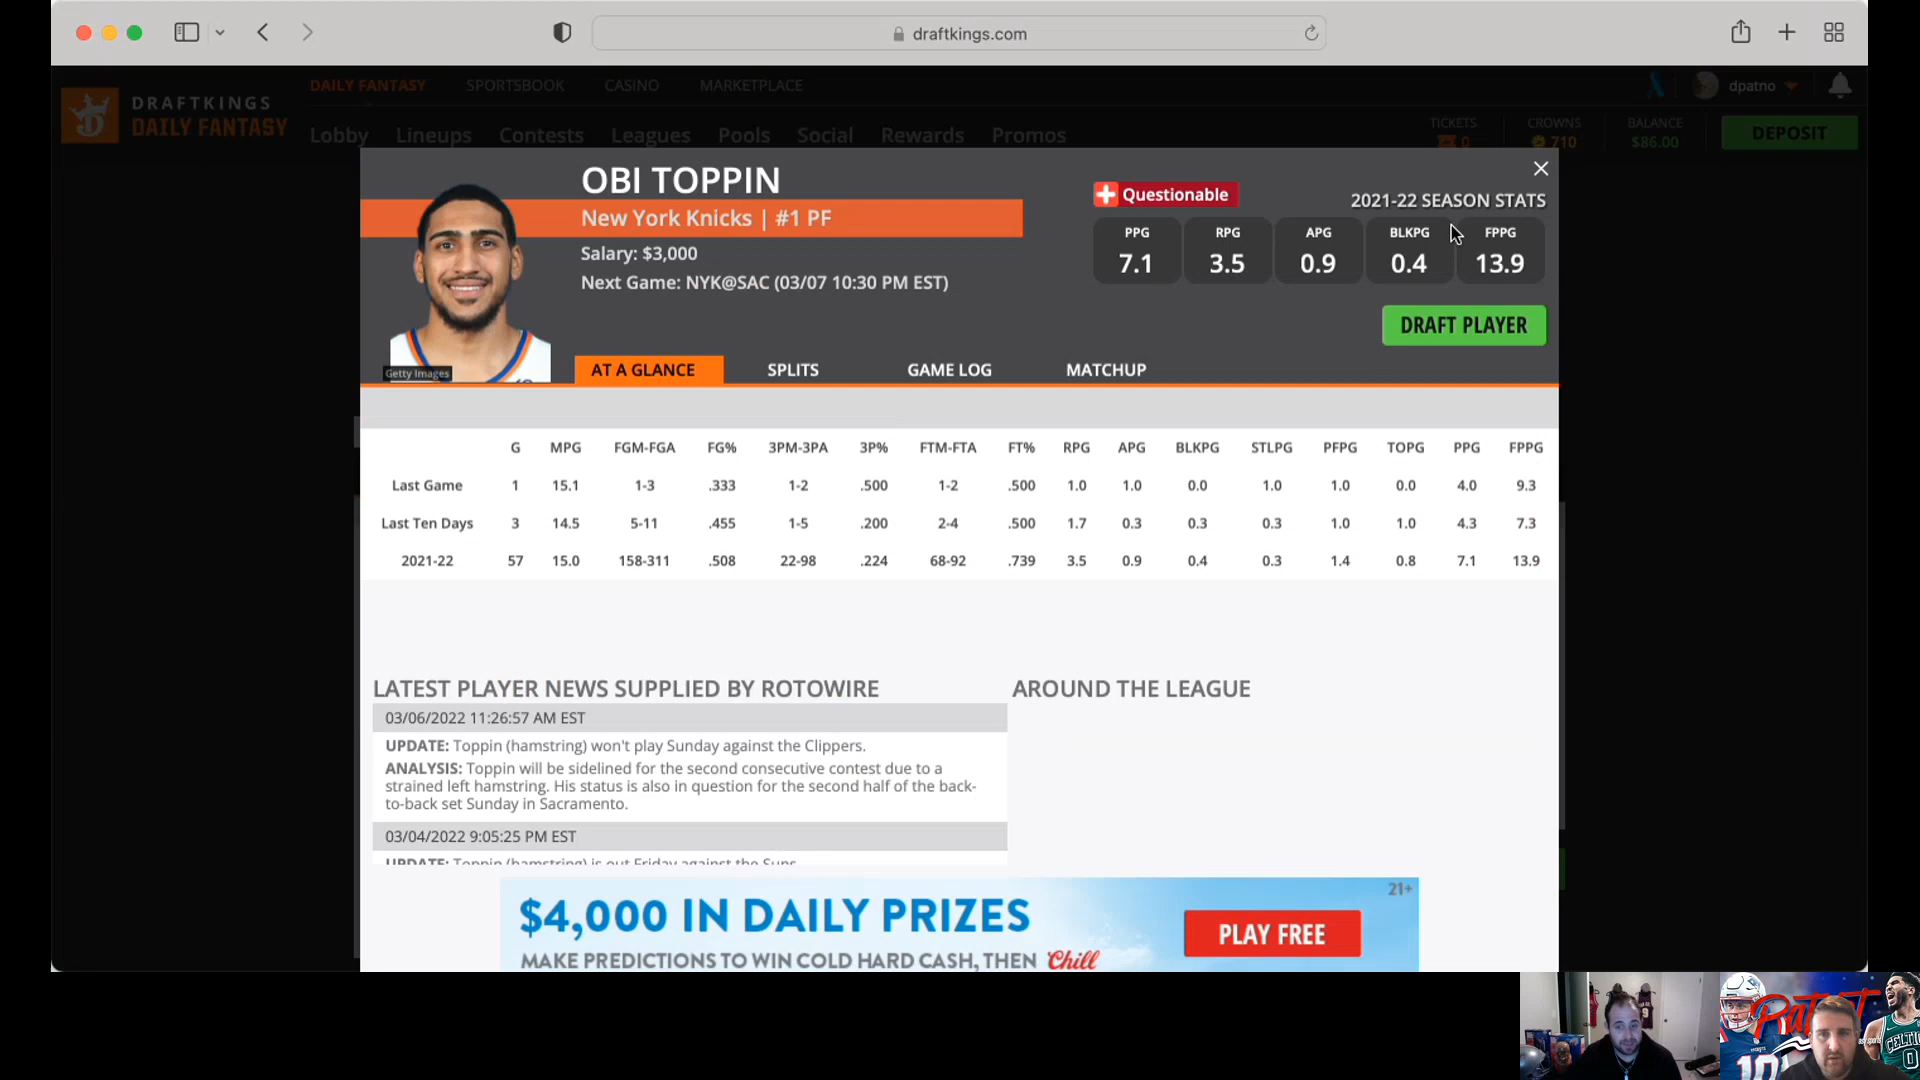 draftkings.com
DAILY FANTASY SPORTSBOOK CASINO MARKETPLACE
dpatno
DRAFTKINGS
DAILY FANTASY
Lobby Lineups Contests Leagues Pools Social Rewards Promos
TICKETS CROWNS BALANCE
0 710 $86.00
DEPOSIT
OBI TOPPIN
New York Knicks | #1 PF
Salary: $3,000
Next Game: NYK@SAC (03/07 10:30 PM EST)
Getty Images
Questionable
2021-22 SEASON STATS
PPG RPG APG BLKPG FPPG
7.1 3.5 0.9 0.4 13.9
DRAFT PLAYER
AT A GLANCE SPLITS GAME LOG MATCHUP
G MPG FGM-FGA FG% 3PM-3PA 3P% FTM-FTA FT% RPG APG BLKPG STLPG PFPG TOPG PPG FPPG
Last Game 1 15.1 1-3 .333 1-2 .500 1-2 .500 1.0 1.0 0.0 1.0 1.0 0.0 4.0 9.3
Last Ten Days 3 14.5 5-11 .455 1-5 .200 2-4 .500 1.7 0.3 0.3 0.3 1.0 1.0 4.3 7.3
2021-22 57 15.0 158-311 .508 22-98 .224 68-92 .739 3.5 0.9 0.4 0.3 1.4 0.8 7.1 13.9
LATEST PLAYER NEWS SUPPLIED BY ROTOWIRE
AROUND THE LEAGUE
03/06/2022 11:26:57 AM EST
UPDATE: Toppin (hamstring) won't play Sunday against the Clippers.
ANALYSIS: Toppin will be sidelined for the second consecutive contest due to a
strained left hamstring. His status is also in question for the second half of the back-
to-back set Sunday in Sacramento.
03/04/2022 9:05:25 PM EST
UPDATE: Toppin (hamstring) is out Friday against the Suns.
21+
$4,000 IN DAILY PRIZES
PLAY FREE
MAKE PREDICTIONS TO WIN COLD HARD CASH, THEN Chill
CELTIC
0
10